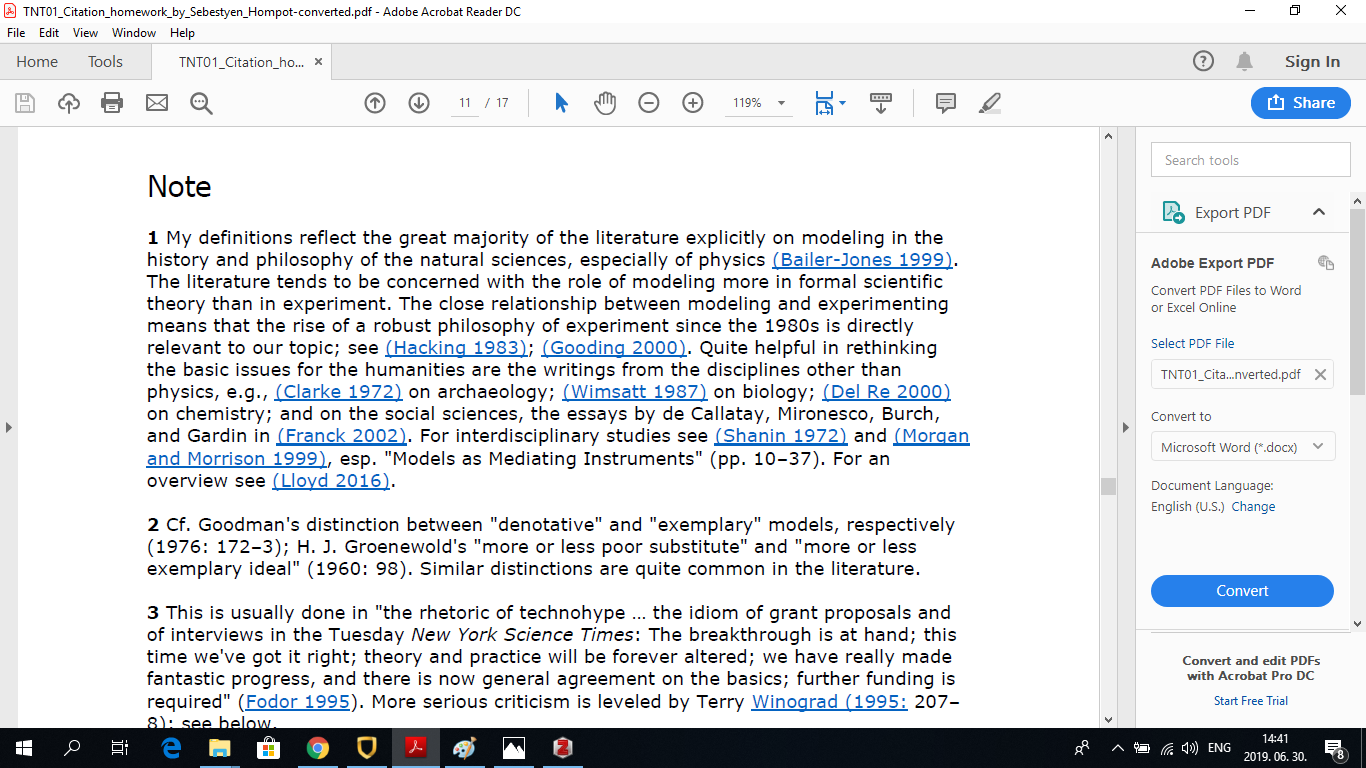 TNT01_Citation_homework_by_Sebestyen_Hompot-converted.pdf - Adobe Acrobat Reader DC
File Edit View Window Help
Home Tools TNT01_Citation_ho... × Sign In
11 / 17 119% Share
Note
1 My definitions reflect the great majority of the literature explicitly on modeling in the
history and philosophy of the natural sciences, especially of physics (Bailer-Jones 1999).
The literature tends to be concerned with the role of modeling more in formal scientific
theory than in experiment. The close relationship between modeling and experimenting
means that the rise of a robust philosophy of experiment since the 1980s is directly
relevant to our topic; see (Hacking 1983); (Gooding 2000). Quite helpful in rethinking
the basic issues for the humanities are the writings from the disciplines other than
physics, e.g., (Clarke 1972) on archaeology; (Wimsatt 1987) on biology; (Del Re 2000)
on chemistry; and on the social sciences, the essays by de Callatay, Mironesco, Burch,
and Gardin in (Franck 2002). For interdisciplinary studies see (Shanin 1972) and (Morgan
and Morrison 1999), esp. "Models as Mediating Instruments" (pp. 10–37). For an
overview see (Lloyd 2016).
2 Cf. Goodman's distinction between "denotative" and "exemplary" models, respectively
(1976: 172–3); H. J. Groenewold's "more or less poor substitute" and "more or less
exemplary ideal" (1960: 98). Similar distinctions are quite common in the literature.
3 This is usually done in "the rhetoric of technohype … the idiom of grant proposals and
of interviews in the Tuesday New York Science Times: The breakthrough is at hand; this
time we've got it right; theory and practice will be forever altered; we have really made
fantastic progress, and there is now general agreement on the basics; further funding is
required" (Fodor 1995). More serious criticism is leveled by Terry Winograd (1995: 207–
8); see below.
Search tools
Export PDF
Adobe Export PDF
Convert PDF Files to Word
or Excel Online
Select PDF File
TNT01_Cita...nverted.pdf
Convert to
Microsoft Word (*.docx)
Document Language:
English (U.S.) Change
Convert
Convert and edit PDFs
with Acrobat Pro DC
Start Free Trial
ENG
14:41
2019. 06. 30.
8